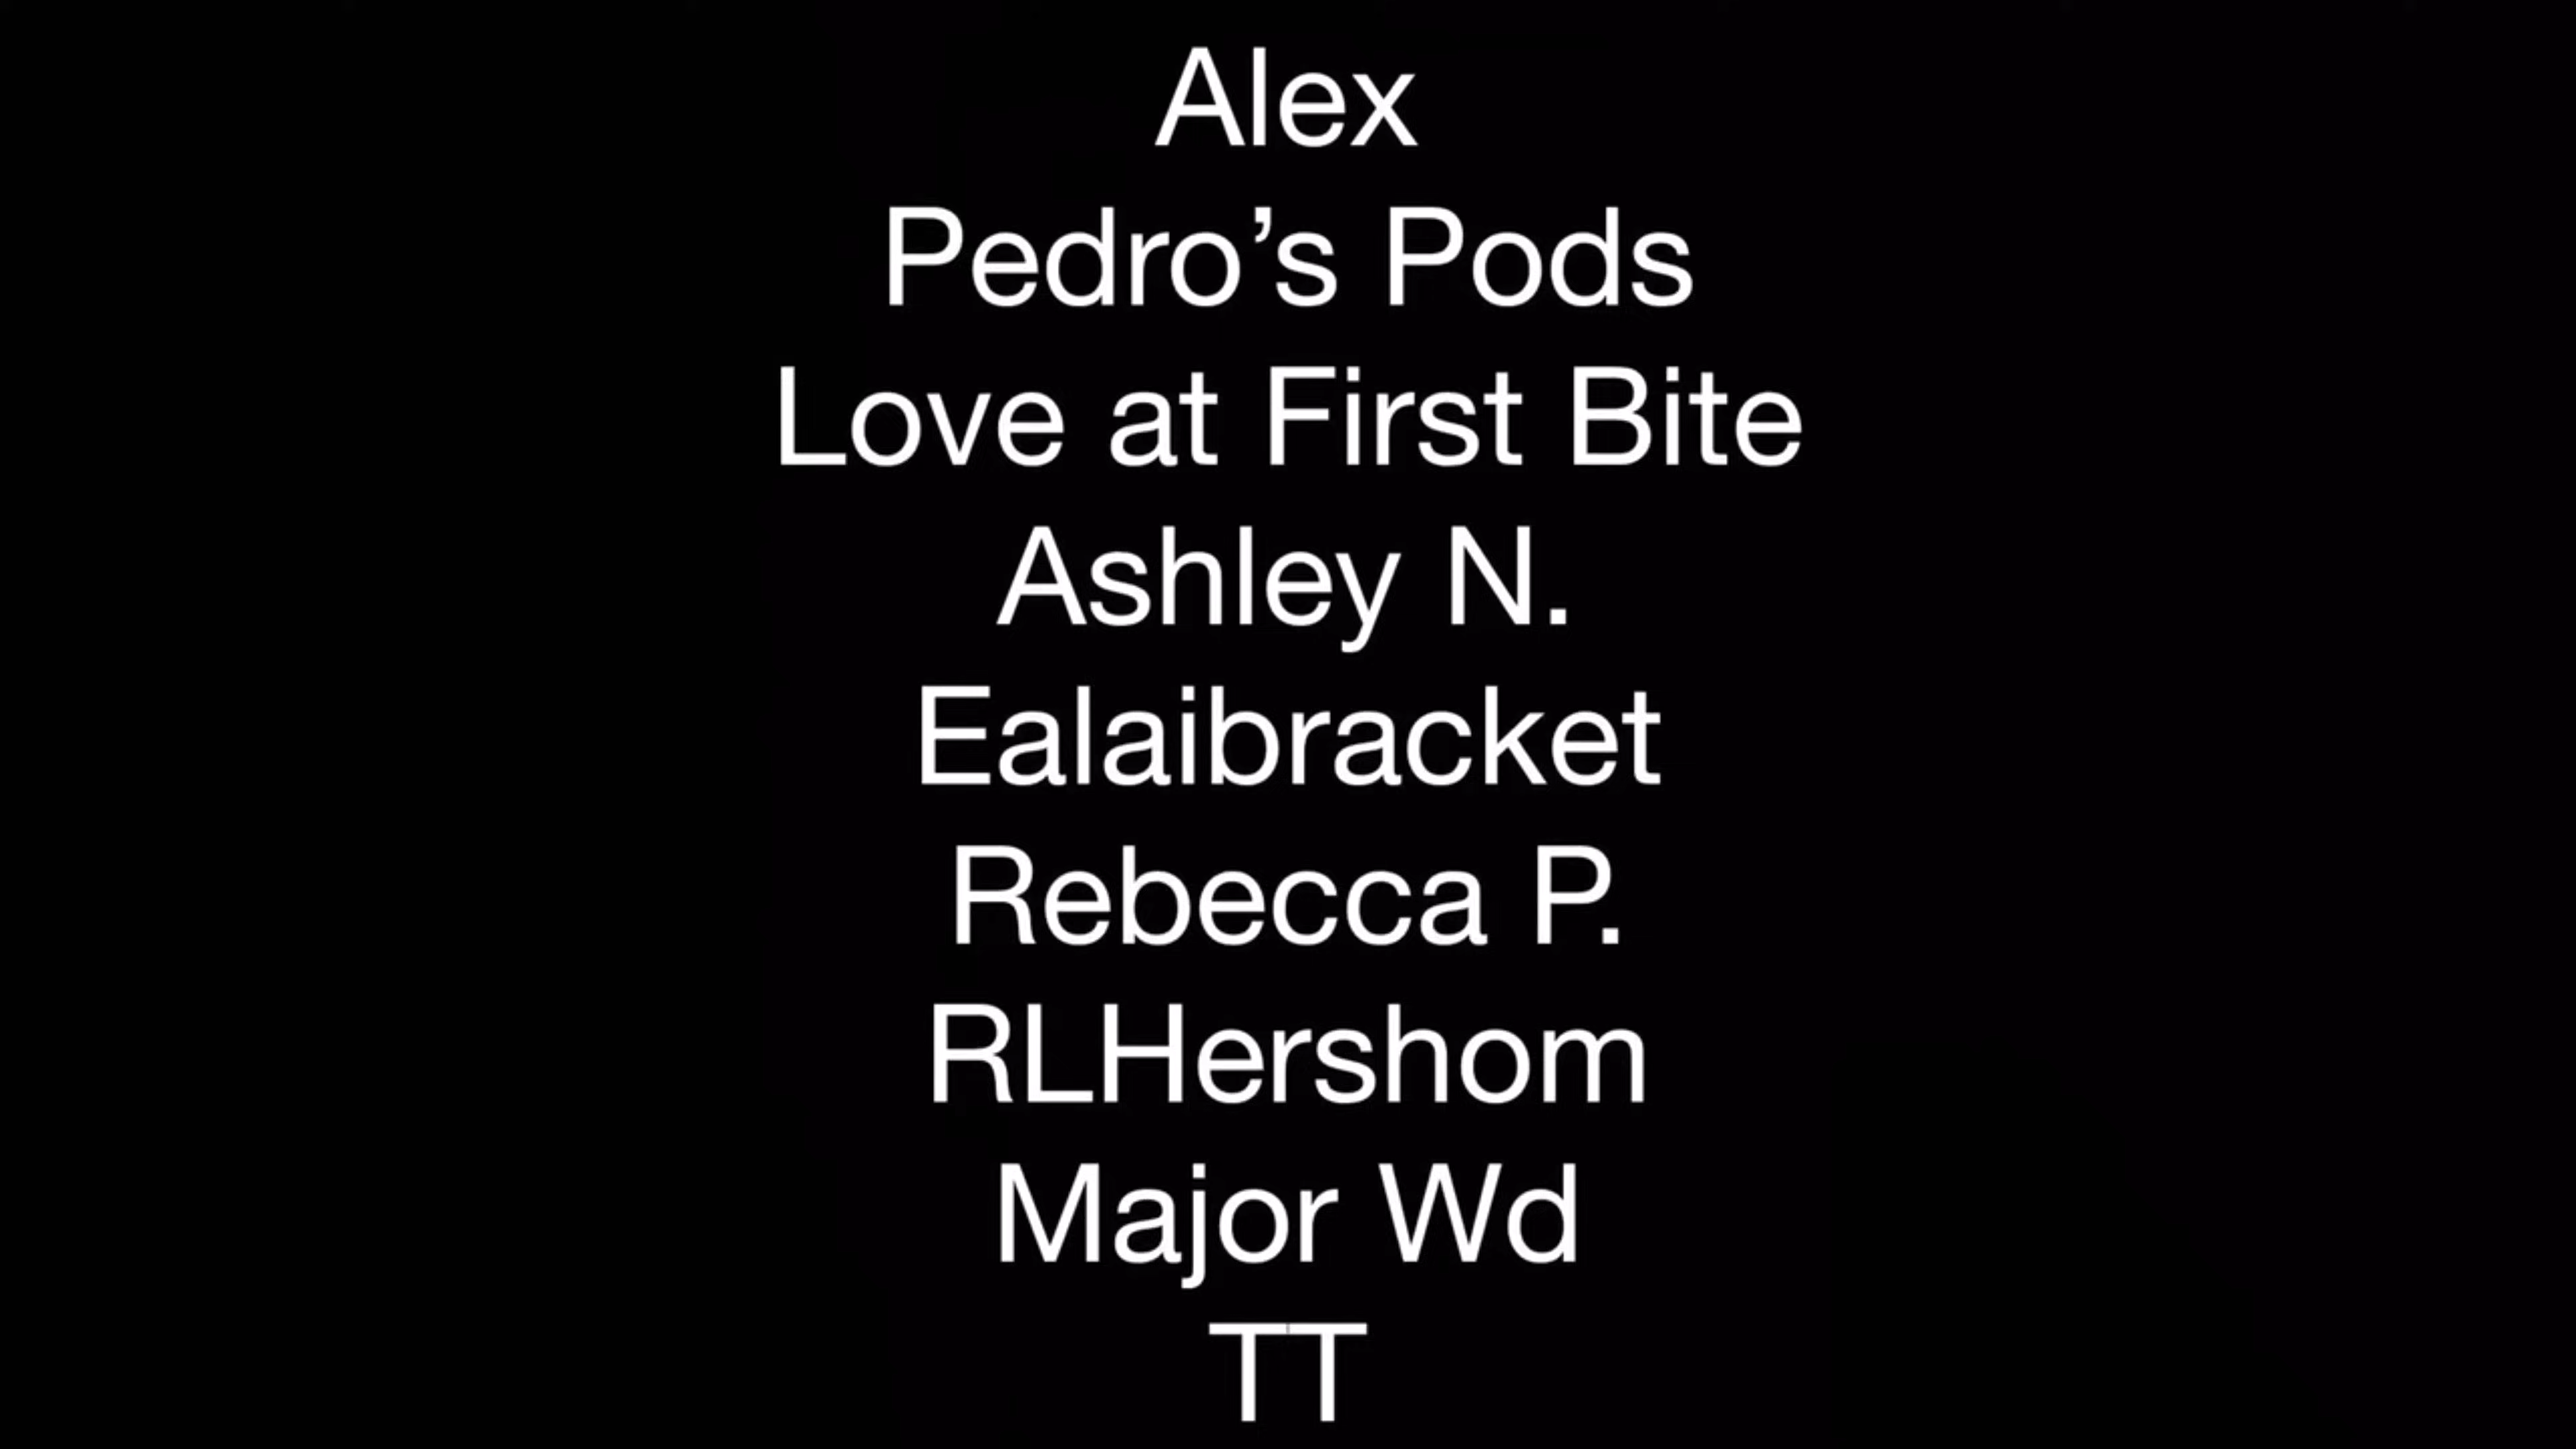 Alex
Pedro’s Pods
Love at First Bite
Ashley N.
Ealaibracket
Rebecca P.
RLHershom
Major Wd
TT